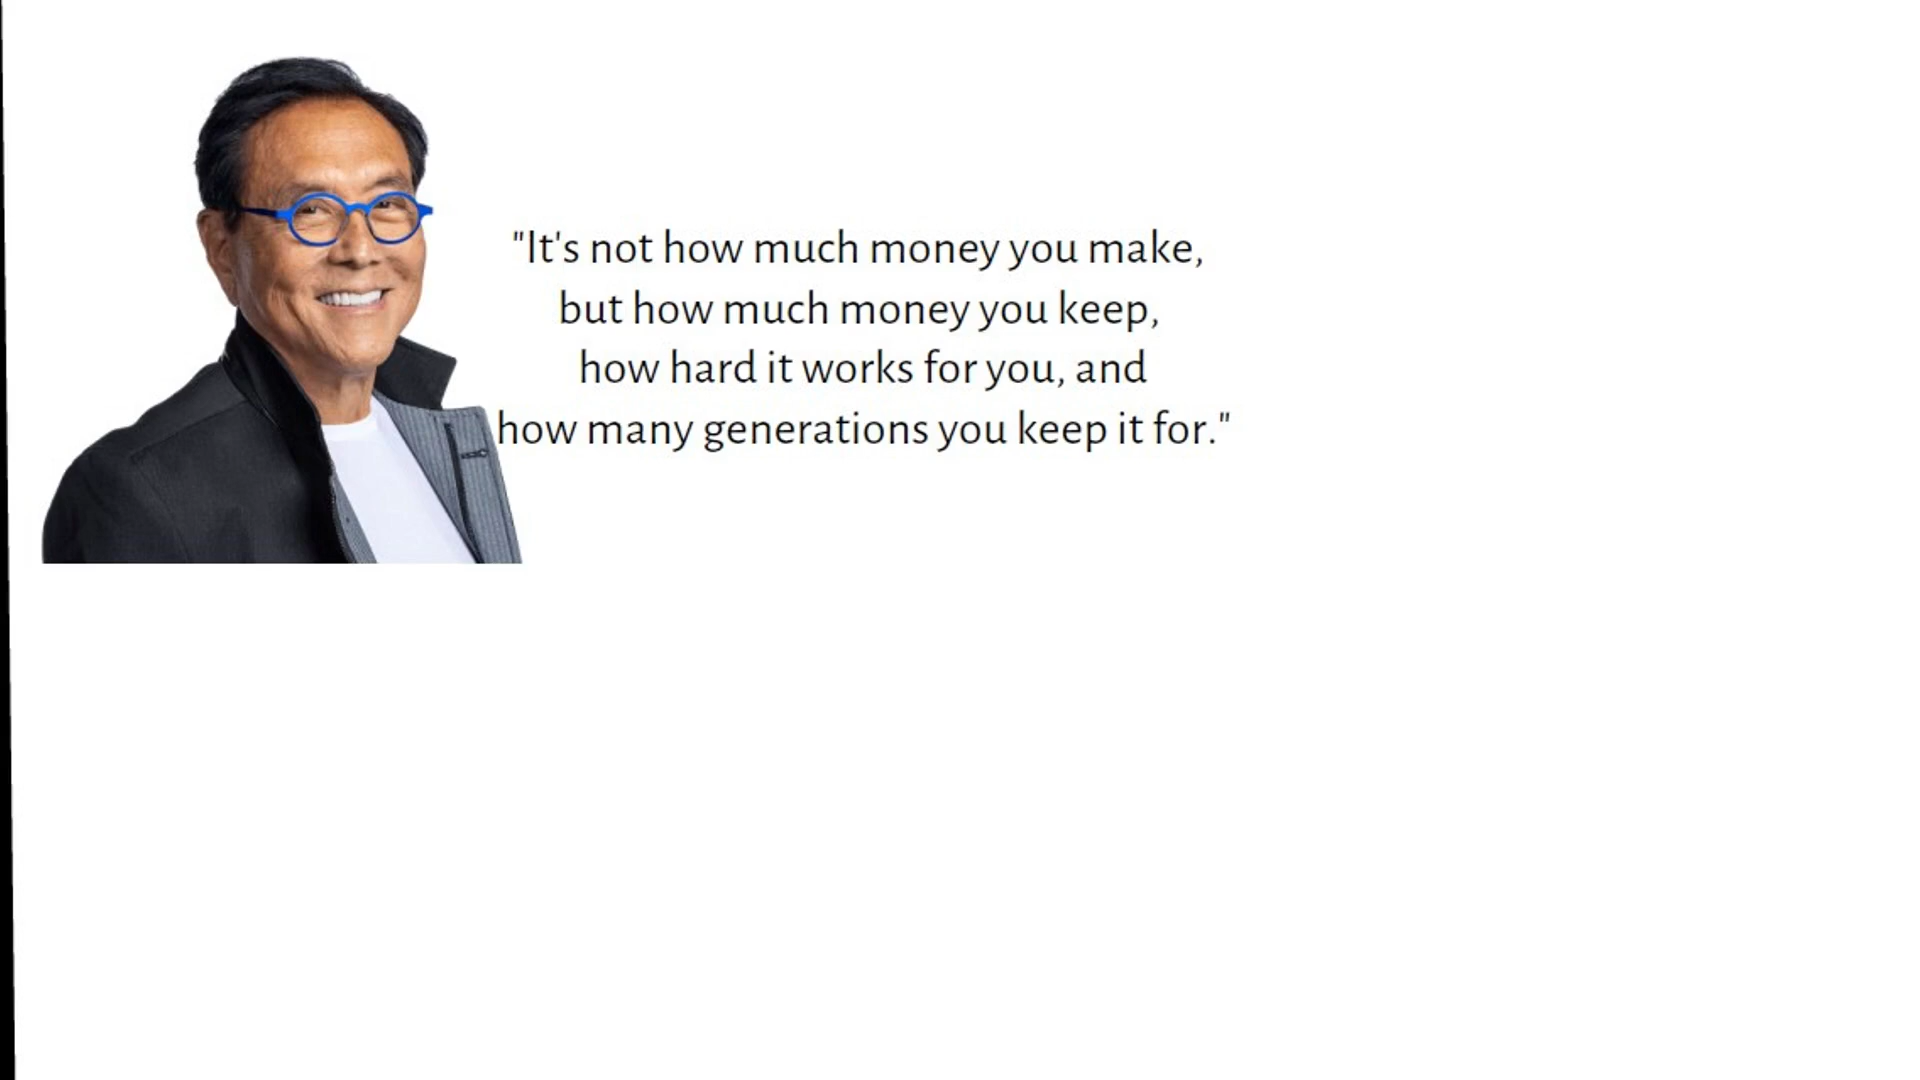 "It's not how much money you make,
but how much money you keep,
how hard it works for you, and
how many generations you keep it for."